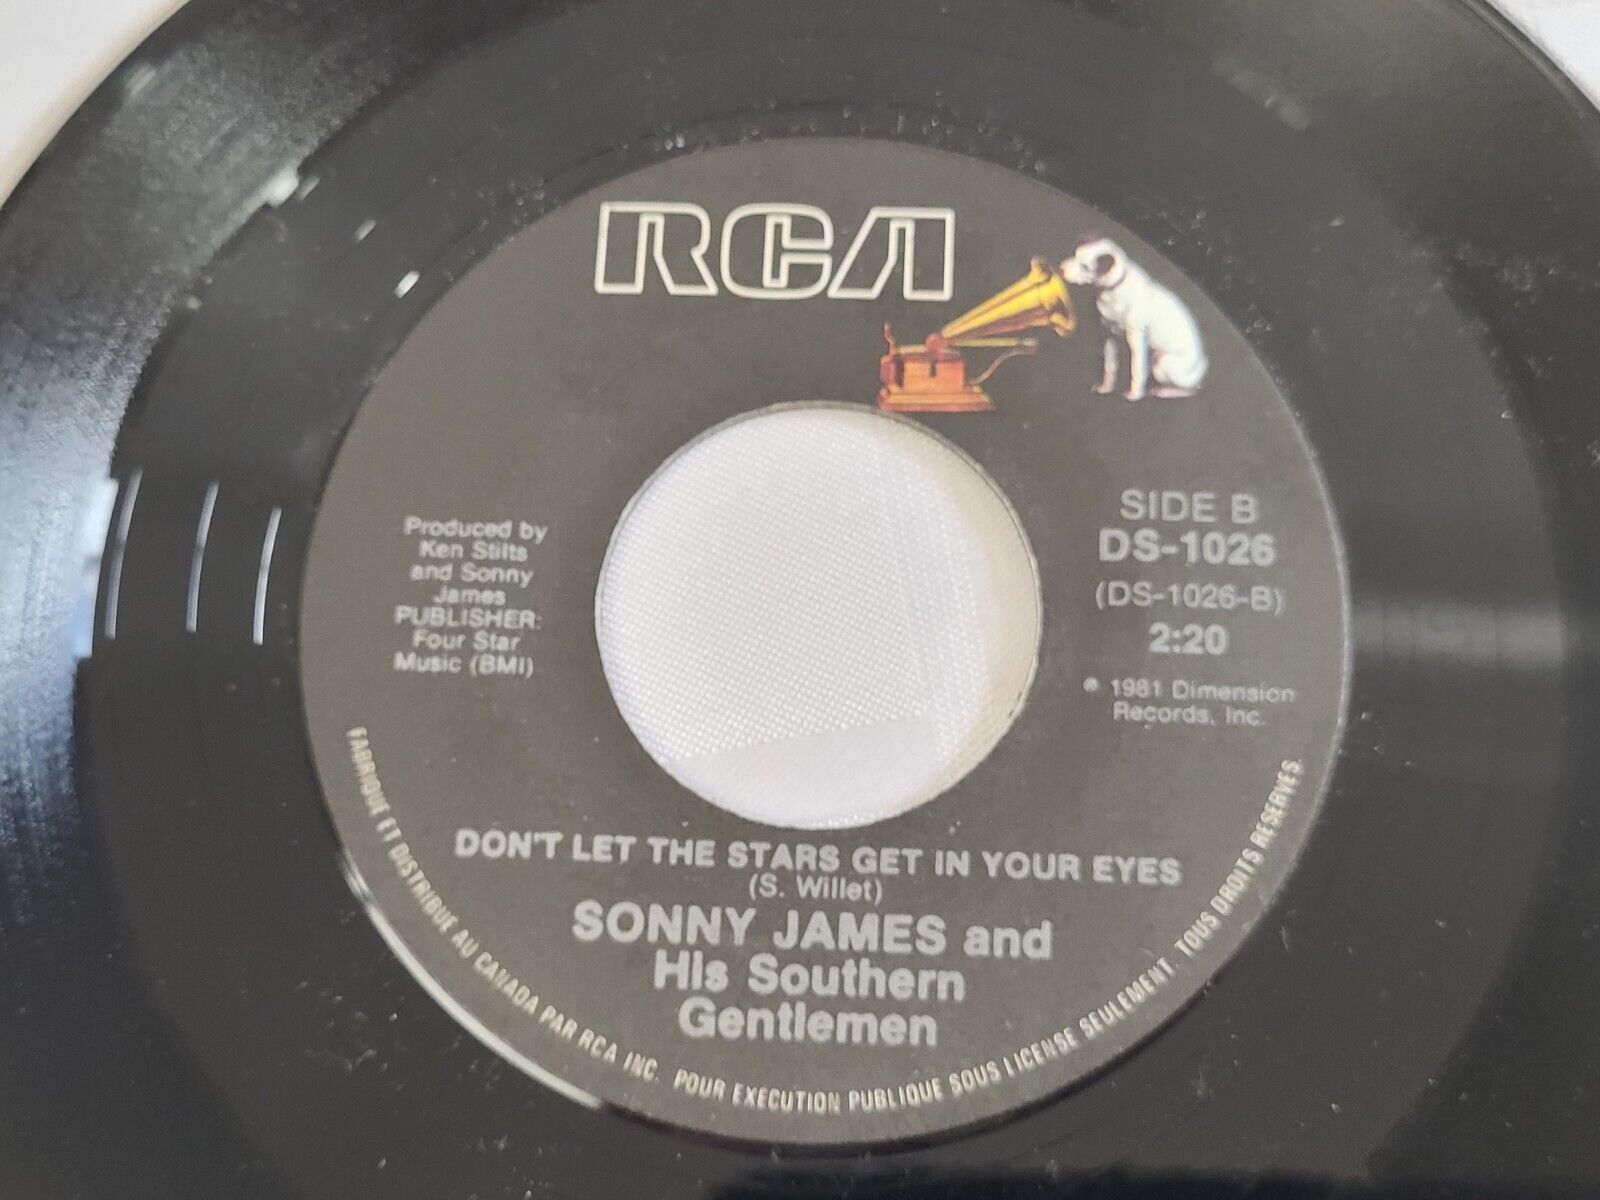 RCA
Produced by
Ken Stilts
and Sonny
James
PUBLISHER:
Four Star
Music (BMI)
SIDE B
DS-1026
(DS-1026-B)
2:20
℗ 1981 Dimension
Records, Inc.
DON'T LET THE STARS GET IN YOUR EYES
(S. Willet)
SONNY JAMES and
His Southern
Gentlemen
FABRIQUE ET DISTRIBUÉ AU CANADA PAR RCA INC. POUR EXECUTION PUBLIQUE SOUS LICENSE SEULEMENT. TOUS DROITS RESERVES.